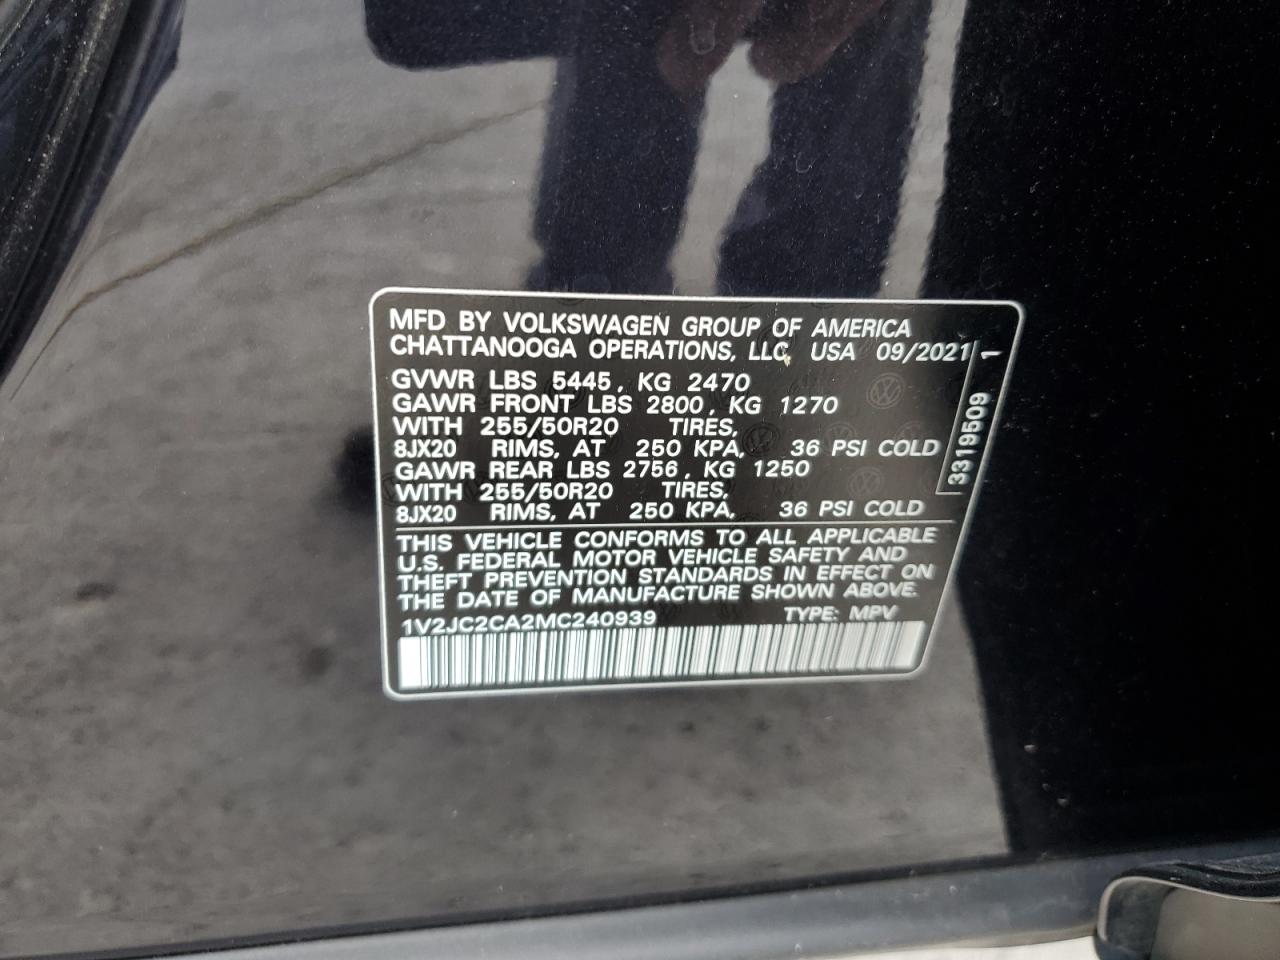 MFD BY VOLKSWAGEN GROUP OF AMERICA
CHATTANOOGA OPERATIONS, LLC, USA 09/2021
GVWR LBS 5445, KG 2470
GAWR FRONT LBS 2800, KG 1270
WITH 255/50R20 TIRES,
8JX20 RIMS, AT 250 KPA, 36 PSI COLD
GAWR REAR LBS 2756, KG 1250
WITH 255/50R20 TIRES,
8JX20 RIMS, AT 250 KPA, 36 PSI COLD
3319509 1
THIS VEHICLE CONFORMS TO ALL APPLICABLE
U.S. FEDERAL MOTOR VEHICLE SAFETY AND
THEFT PREVENTION STANDARDS IN EFFECT ON
THE DATE OF MANUFACTURE SHOWN ABOVE.
1V2JC2CA2MC240939 TYPE: MPV